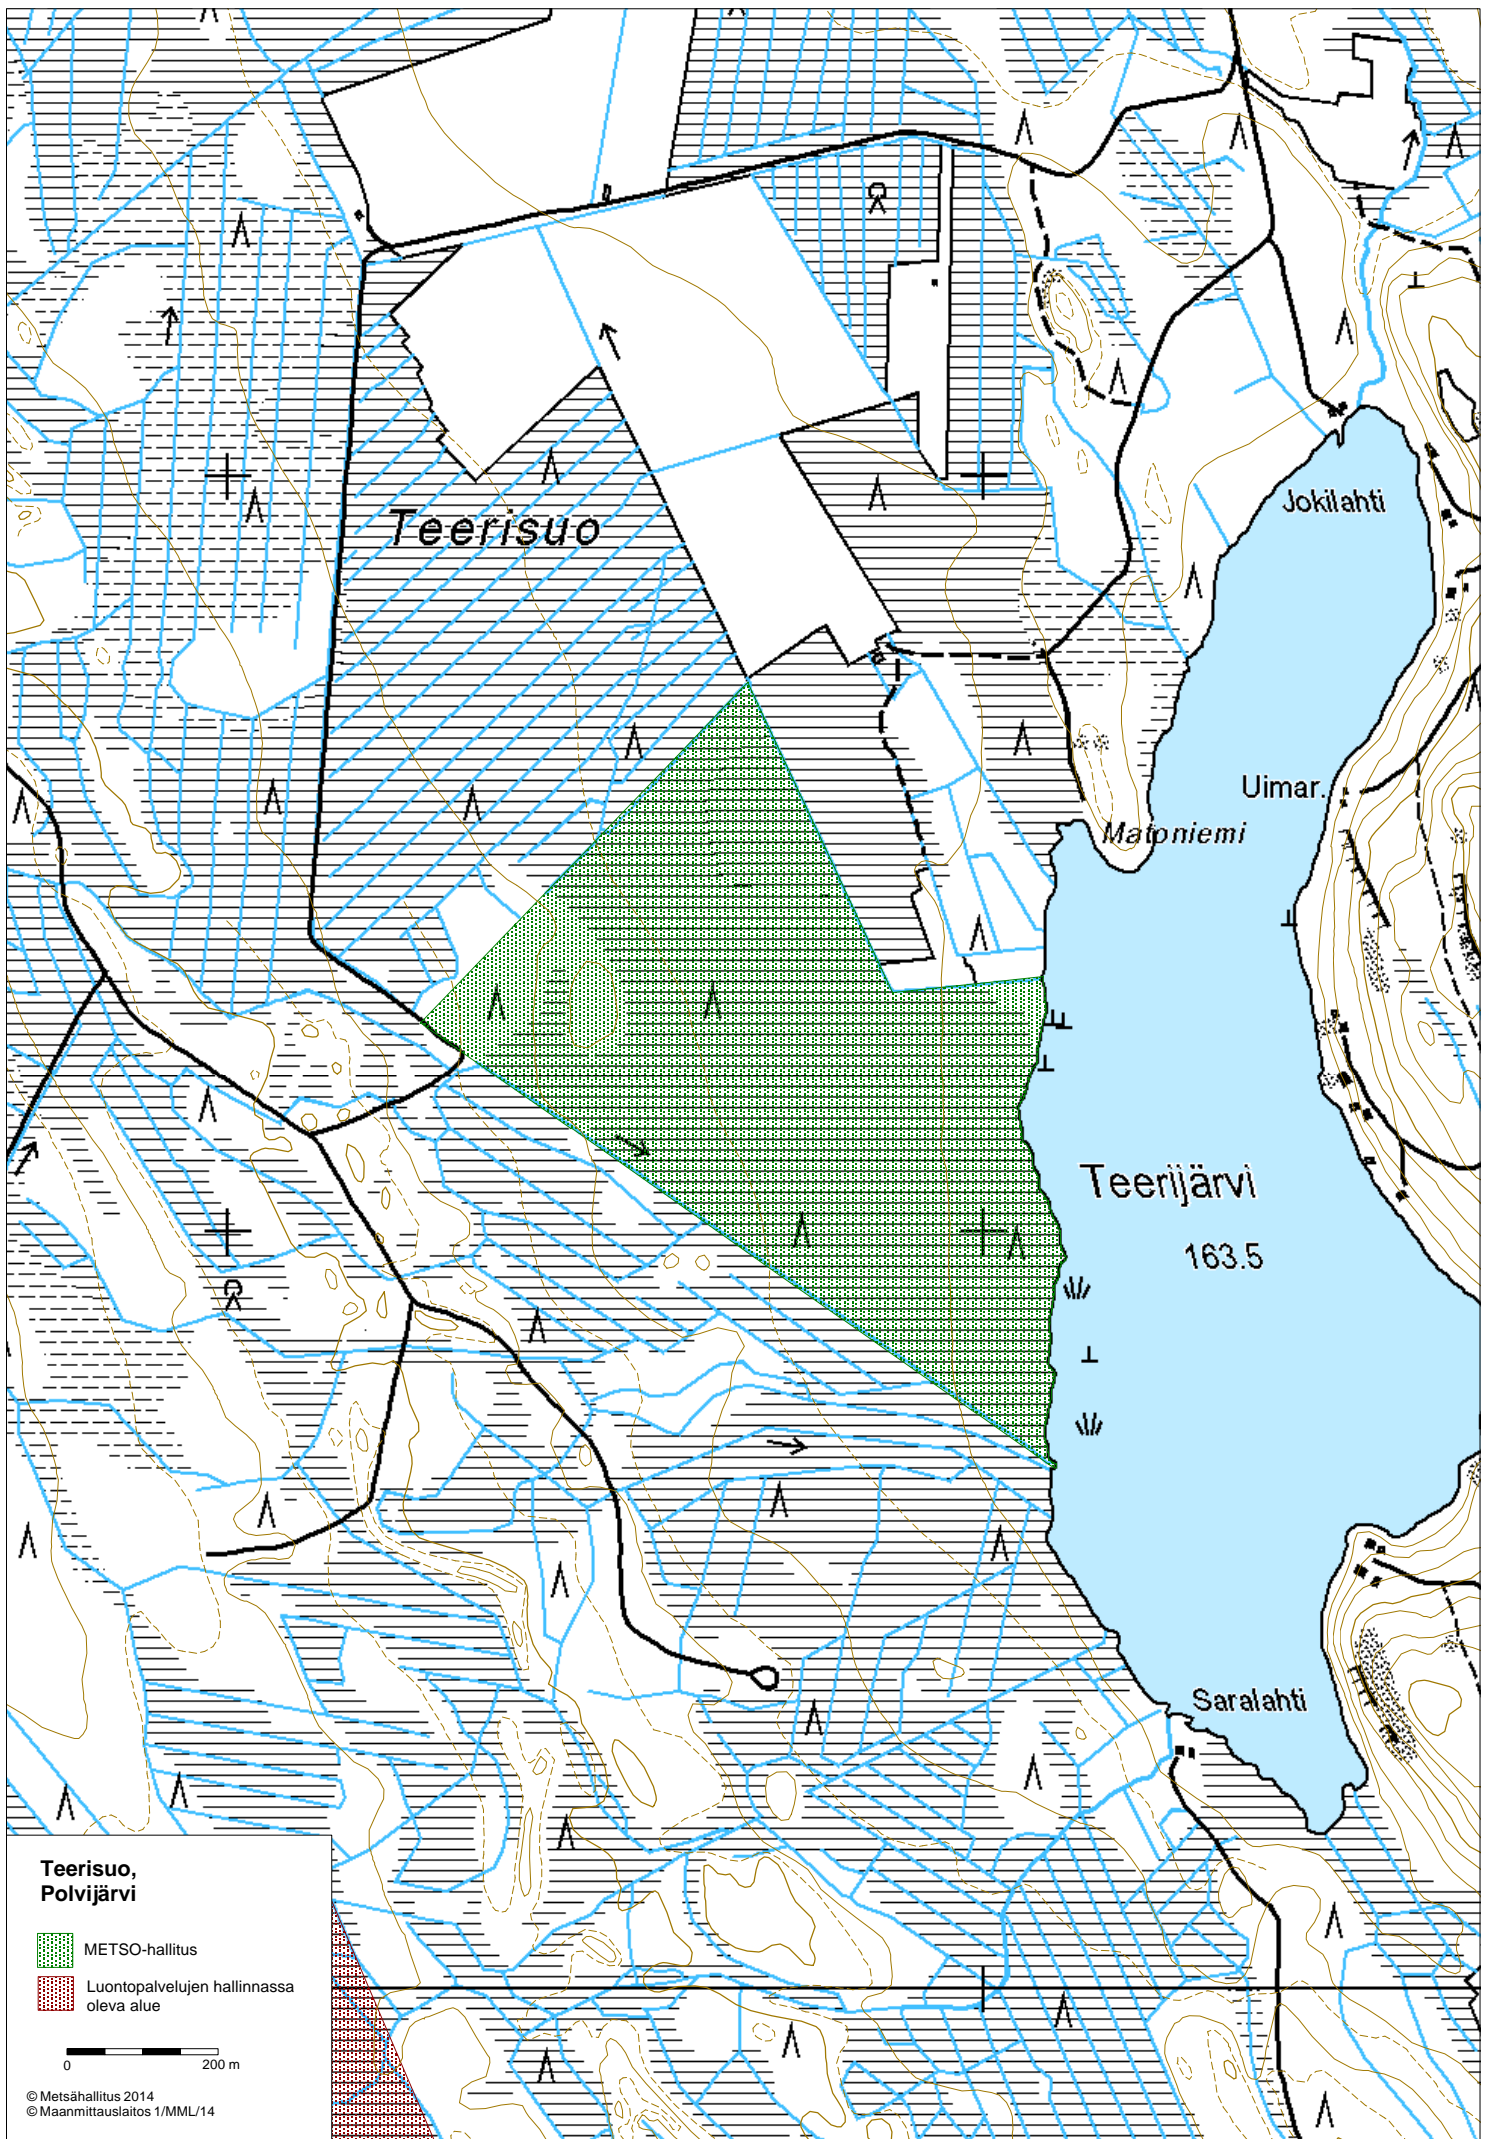 Jokilahti
Teerisuo
Uimar.
Matoniemi
Teerijärvi
163.5
Saralahti
Teerisuo,
Polvijärvi
METSO-hallitus
Luontopalvelujen hallinnassa
oleva alue
0 200 m
© Metsähallitus 2014
© Maanmittauslaitos 1/MML/14